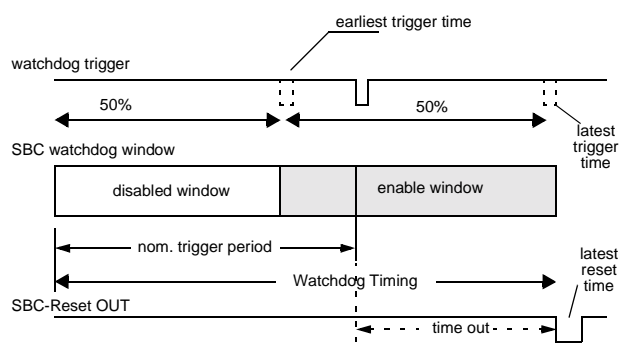 earliest trigger time
watchdog trigger
50%
50%
latest
trigger
time
SBC watchdog window
disabled window
enable window
nom. trigger period
latest
reset
time
Watchdog Timing
SBC-Reset OUT
time out